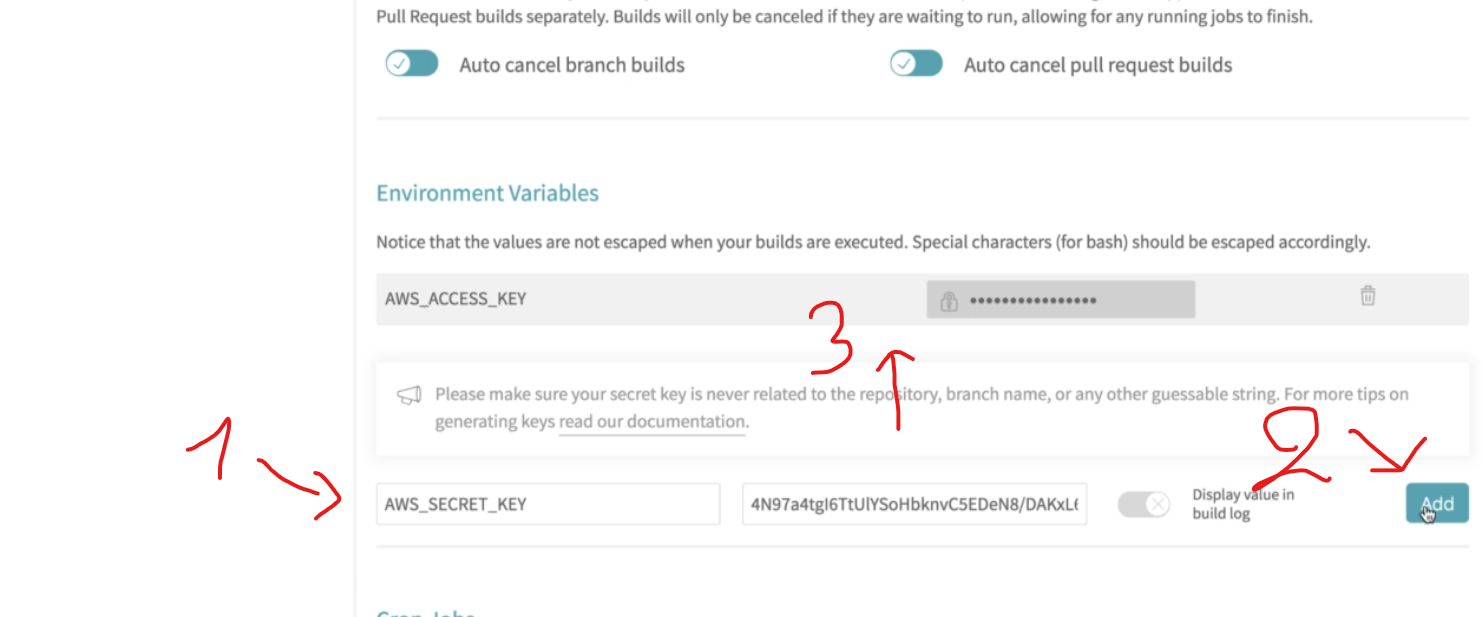 Pull Request builds separately. Builds will only be canceled if they are waiting to run, allowing for any running jobs to finish.
Auto cancel branch builds Auto cancel pull request builds
Environment Variables
Notice that the values are not escaped when your builds are executed. Special characters (for bash) should be escaped accordingly.
AWS_ACCESS_KEY ••••••••••••••••
3
Please make sure your secret key is never related to the repository, branch name, or any other guessable string. For more tips on
generating keys read our documentation.
1 2
AWS_SECRET_KEY 4N97a4tgI6TtUlYSoHbknvC5EDeN8/DAKxL6 Display value in
build log Add
Cron Jobs